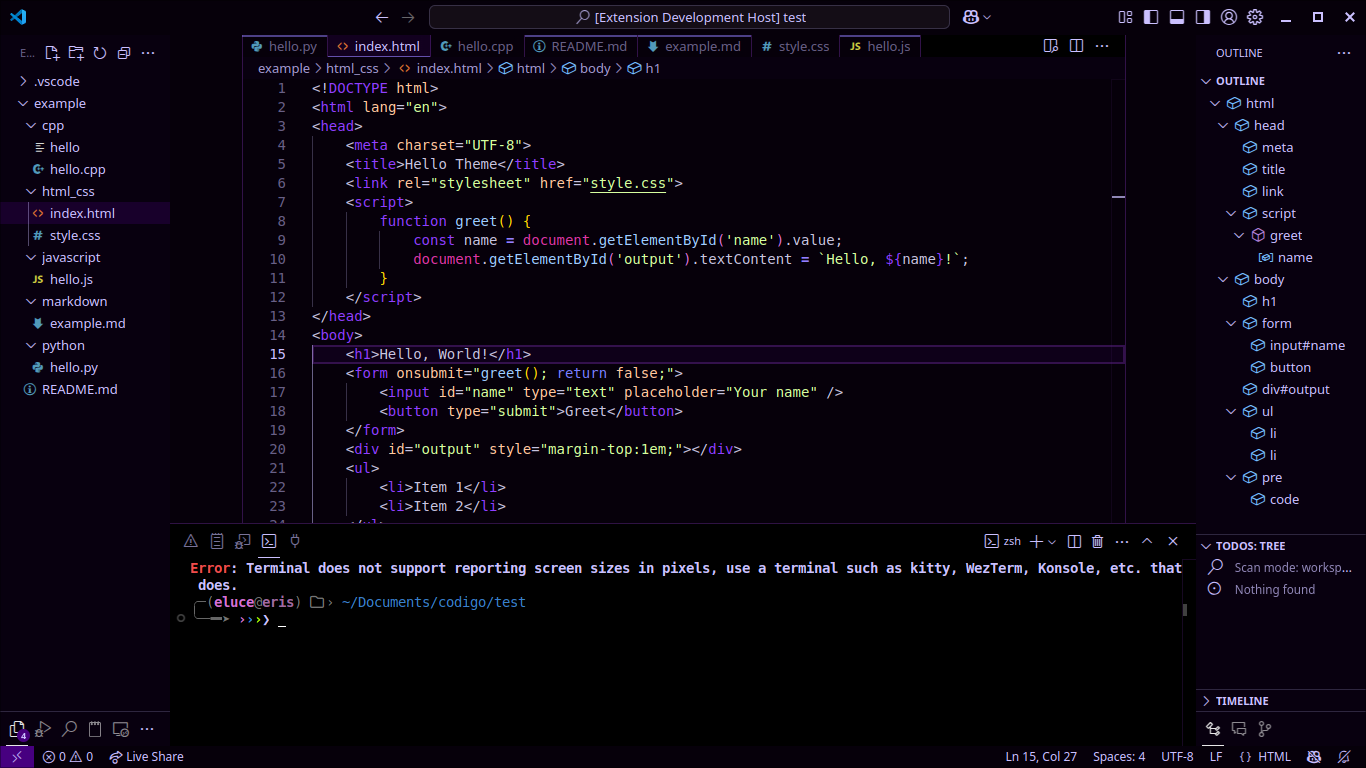 [Extension Development Host] test
E...
hello.py
index.html
hello.cpp
README.md
example.md
style.css
JS hello.js
example > html_css > index.html > html > body > h1
.vscode
example
cpp
hello
hello.cpp
html_css
index.html
# style.css
javascript
JS hello.js
markdown
example.md
python
hello.py
README.md
1 <!DOCTYPE html>
2 <html lang="en">
3 <head>
4 <meta charset="UTF-8">
5 <title>Hello Theme</title>
6 <link rel="stylesheet" href="style.css">
7 <script>
8 function greet() {
9 const name = document.getElementById('name').value;
10 document.getElementById('output').textContent = `Hello, ${name}!`;
11 }
12 </script>
13 </head>
14 <body>
15 <h1>Hello, World!</h1>
16 <form onsubmit="greet(); return false;">
17 <input id="name" type="text" placeholder="Your name" />
18 <button type="submit">Greet</button>
19 </form>
20 <div id="output" style="margin-top:1em;"></div>
21 <ul>
22 <li>Item 1</li>
23 <li>Item 2</li>
24 </ul>
zsh
Error: Terminal does not support reporting screen sizes in pixels, use a terminal such as kitty, WezTerm, Konsole, etc. that
does.
(eluce@eris) › ~/Documents/codigo/test
›››❯ _
OUTLINE
OUTLINE
html
head
meta
title
link
script
greet
name
body
h1
form
input#name
button
div#output
ul
li
li
pre
code
TODOS: TREE
Scan mode: worksp...
Nothing found
TIMELINE
4
0 0
Live Share
Ln 15, Col 27
Spaces: 4
UTF-8
LF
{ } HTML